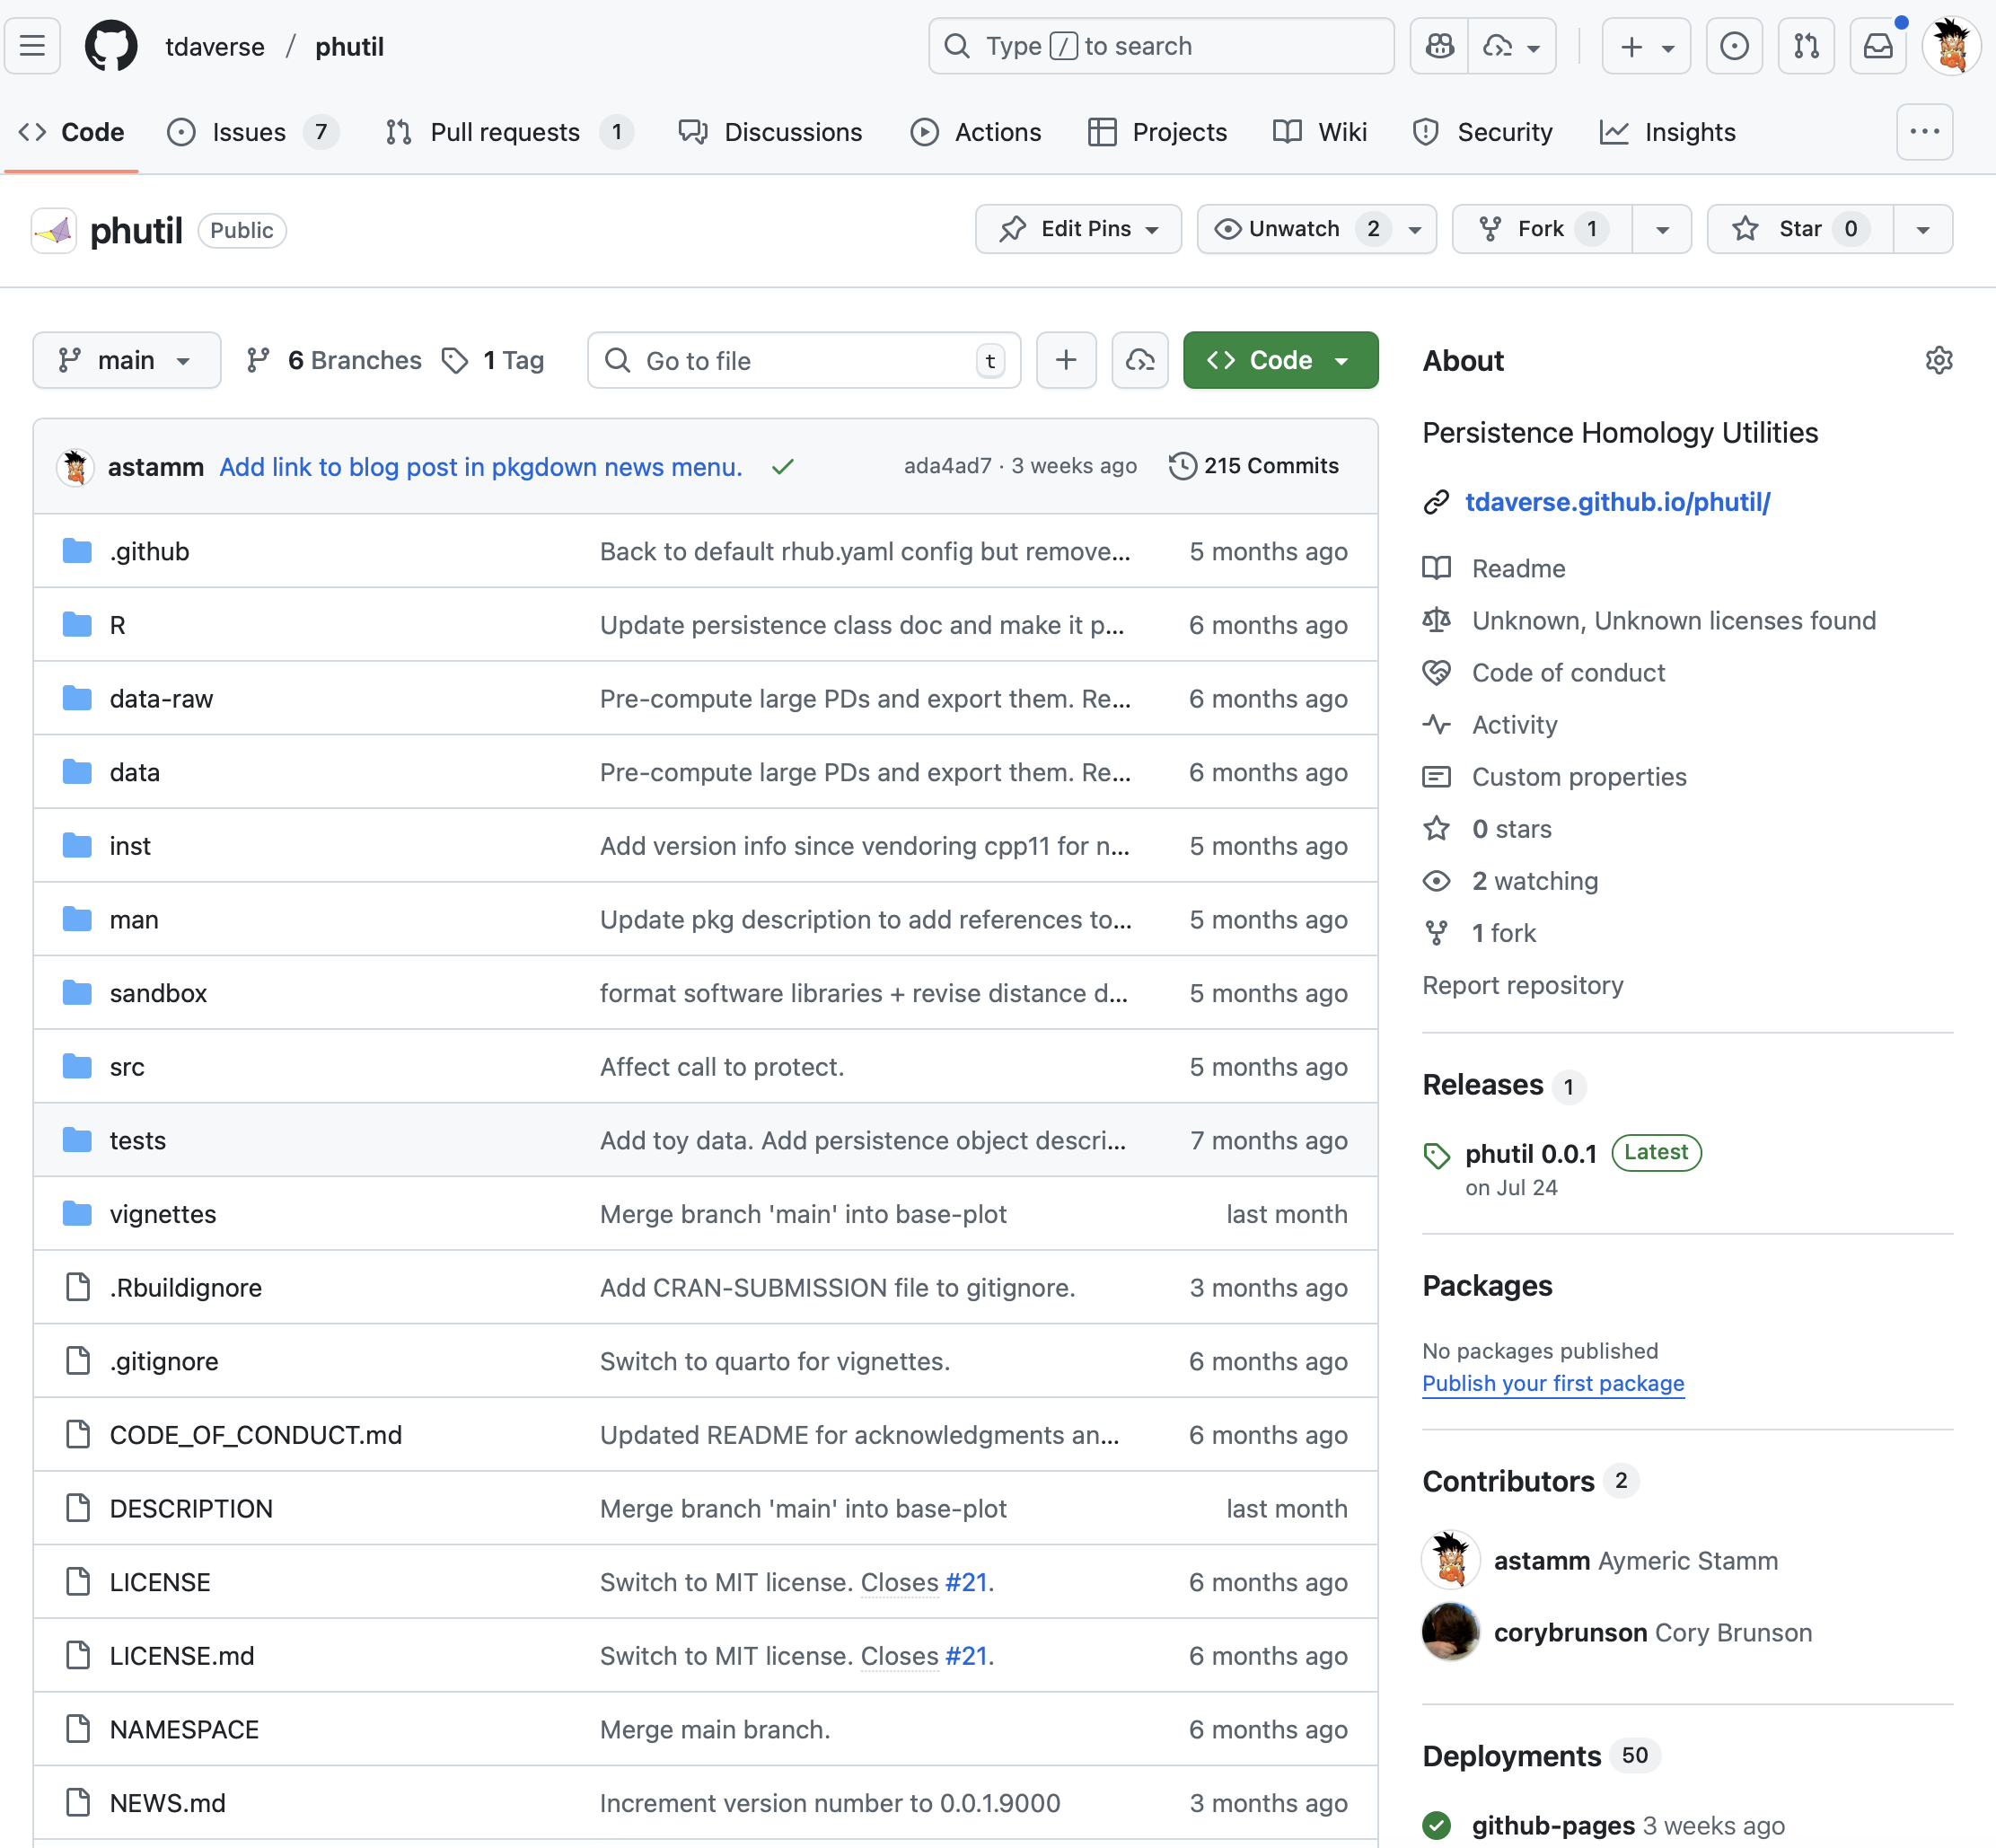 tdaverse / phutil
Type / to search
Code
Issues 7
Pull requests 1
Discussions
Actions
Projects
Wiki
Security
Insights
phutil Public
Edit Pins
Unwatch 2
Fork 1
Star 0
main
6 Branches
1 Tag
Go to file t
Code
astamm Add link to blog post in pkgdown news menu. ada4ad7 · 3 weeks ago 215 Commits
.github Back to default rhub.yaml config but remove... 5 months ago
R Update persistence class doc and make it p... 6 months ago
data-raw Pre-compute large PDs and export them. Re... 6 months ago
data Pre-compute large PDs and export them. Re... 6 months ago
inst Add version info since vendoring cpp11 for n... 5 months ago
man Update pkg description to add references to... 5 months ago
sandbox format software libraries + revise distance d... 5 months ago
src Affect call to protect. 5 months ago
tests Add toy data. Add persistence object descri... 7 months ago
vignettes Merge branch 'main' into base-plot last month
.Rbuildignore Add CRAN-SUBMISSION file to gitignore. 3 months ago
.gitignore Switch to quarto for vignettes. 6 months ago
CODE_OF_CONDUCT.md Updated README for acknowledgments an... 6 months ago
DESCRIPTION Merge branch 'main' into base-plot last month
LICENSE Switch to MIT license. Closes #21. 6 months ago
LICENSE.md Switch to MIT license. Closes #21. 6 months ago
NAMESPACE Merge main branch. 6 months ago
NEWS.md Increment version number to 0.0.1.9000 3 months ago
About
Persistence Homology Utilities
tdaverse.github.io/phutil/
Readme
Unknown, Unknown licenses found
Code of conduct
Activity
Custom properties
0 stars
2 watching
1 fork
Report repository
Releases 1
phutil 0.0.1 Latest
on Jul 24
Packages
No packages published
Publish your first package
Contributors 2
astamm Aymeric Stamm
corybrunson Cory Brunson
Deployments 50
github-pages 3 weeks ago